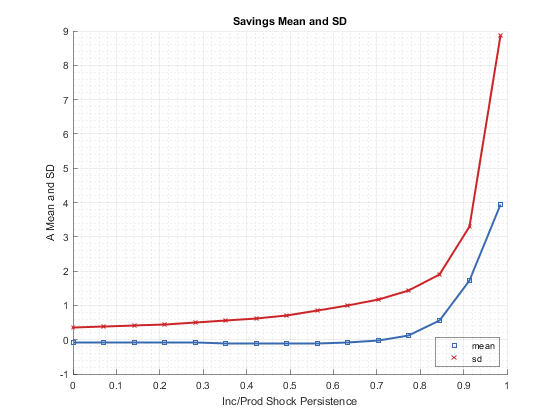 Savings Mean and SD
9
8
7
6
5
4
3
2
1
0
-1
A Mean and SD
0 0.1 0.2 0.3 0.4 0.5 0.6 0.7 0.8 0.9 1
Inc/Prod Shock Persistence
mean
sd